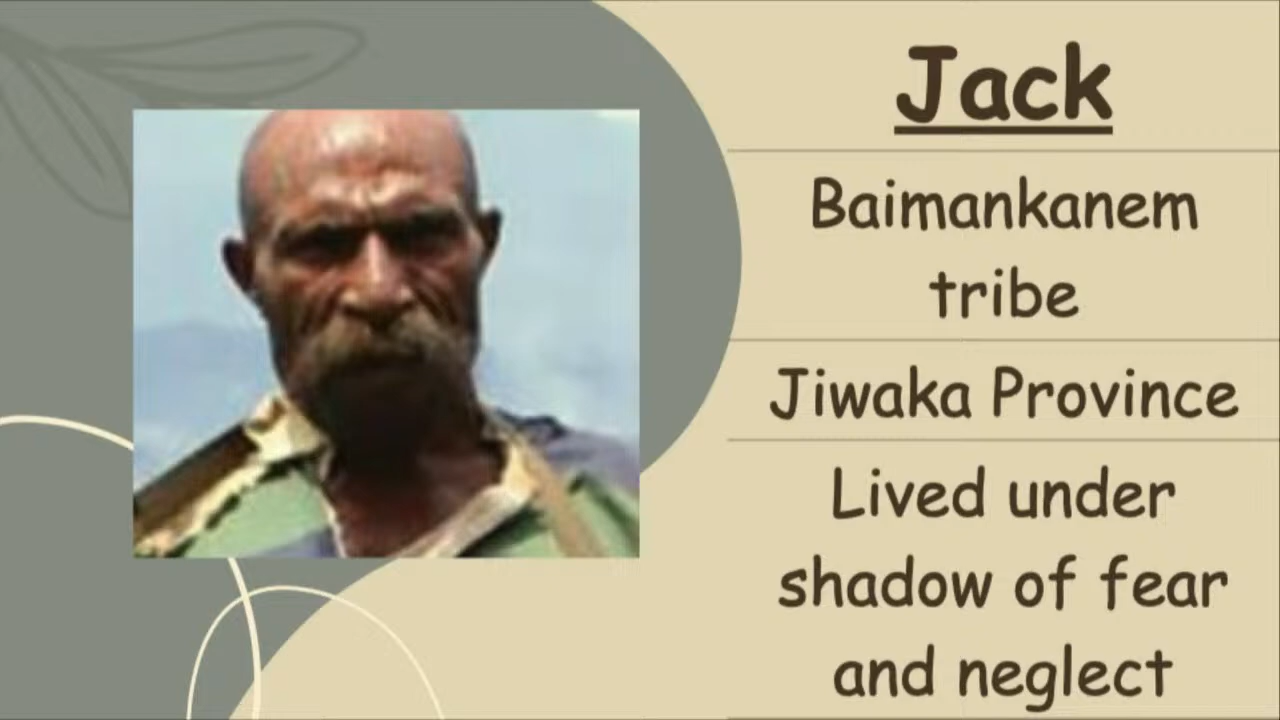 Jack
Baimankanem
tribe
Jiwaka Province
Lived under
shadow of fear
and neglect